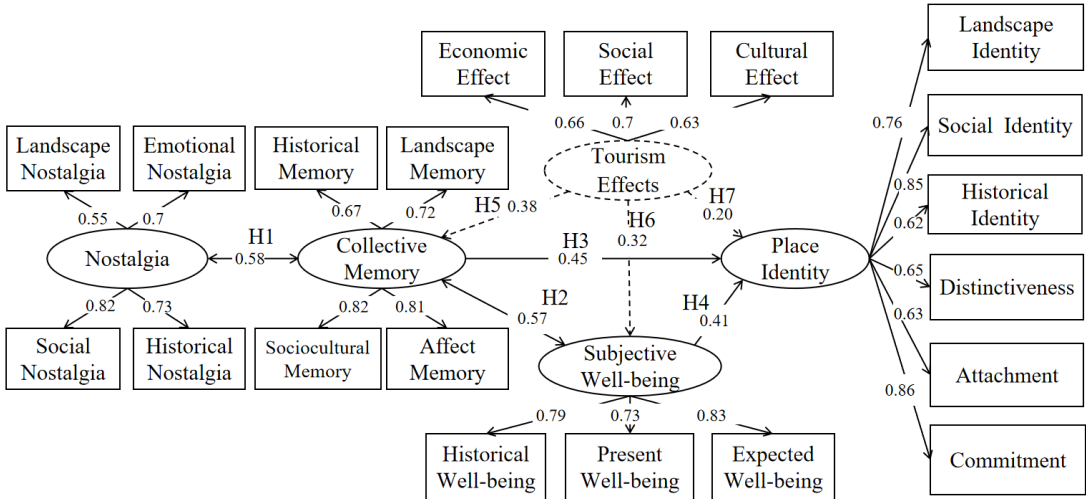 Economic
Effect
Social
Effect
Cultural
Effect
Landscape
Identity
0.66
0.7
0.63
0.76
Social Identity
Landscape
Nostalgia
Emotional
Nostalgia
Historical
Memory
Landscape
Memory
Tourism
Effects
0.85
Historical
Identity
0.55
0.7
0.67
0.72
H5
0.38
H6
0.32
H7
0.20
0.62
Nostalgia
H1
0.58
Collective
Memory
H3
0.45
Place
Identity
0.65
Distinctiveness
0.82
0.73
0.82
0.81
H2
0.57
H4
0.41
0.63
Social
Nostalgia
Historical
Nostalgia
Sociocultural
Memory
Affect
Memory
Subjective
Well-being
Attachment
0.86
0.79
0.73
0.83
Historical
Well-being
Present
Well-being
Expected
Well-being
Commitment